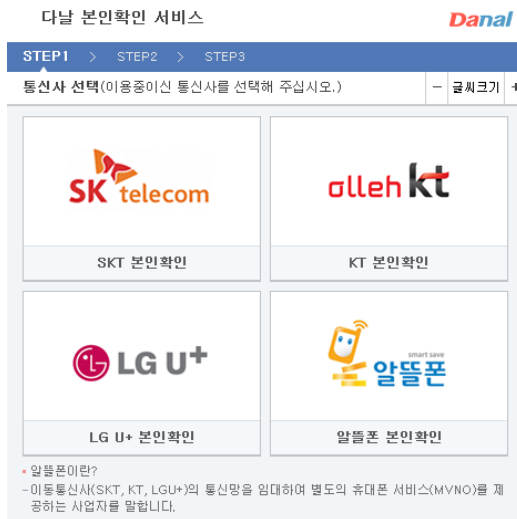 다날 본인확인 서비스
Danal
STEP1 > STEP2 > STEP3
통신사 선택(이용중이신 통신사를 선택해 주십시오.)
- 글씨크기 +
SK telecom
olleh kt
SKT 본인확인
KT 본인확인
LG U+
smart save
알뜰폰
LG U+ 본인확인
알뜰폰 본인확인
알뜰폰이란?
-이동통신사(SKT, KT, LGU+)의 통신망을 임대하여 별도의 휴대폰 서비스(MVNO)를 제
공하는 사업자를 말합니다.